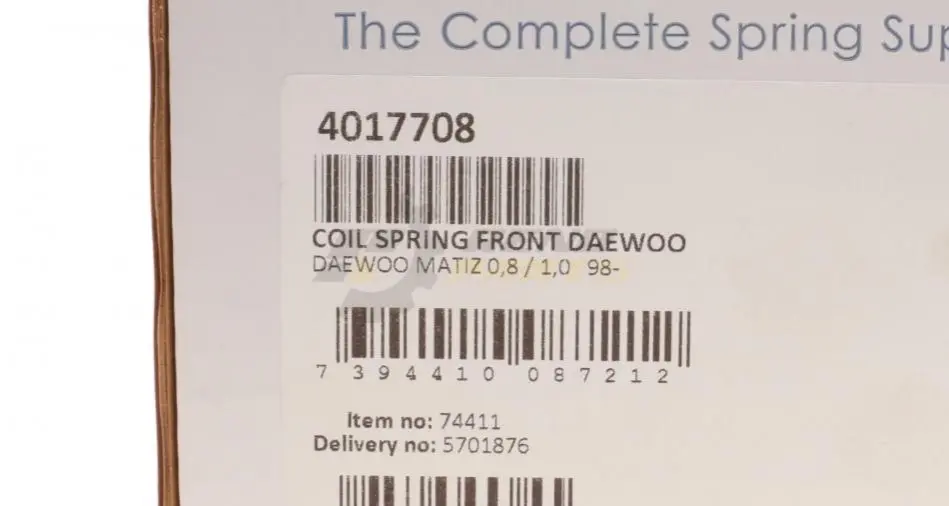 The Complete Spring Sup
4017708
COIL SPRING FRONT DAEWOO
DAEWOO MATIZ 0,8 / 1,0 98-
7 394410 087212
Item no: 74411
Delivery no: 5701876